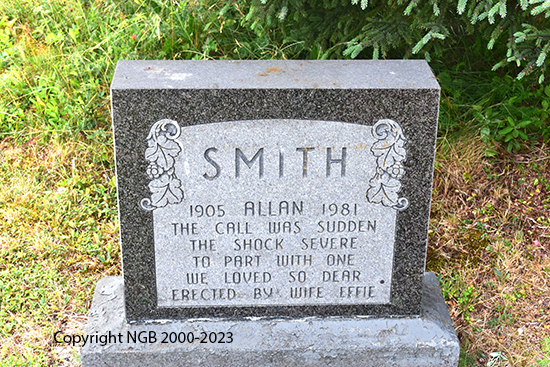 SMITH
1905 ALLAN 1981
THE CALL WAS SUDDEN
THE SHOCK SEVERE
TO PART WITH ONE
WE LOVED SO DEAR
ERECTED BY WIFE EFFIE
Copyright NGB 2000-2023